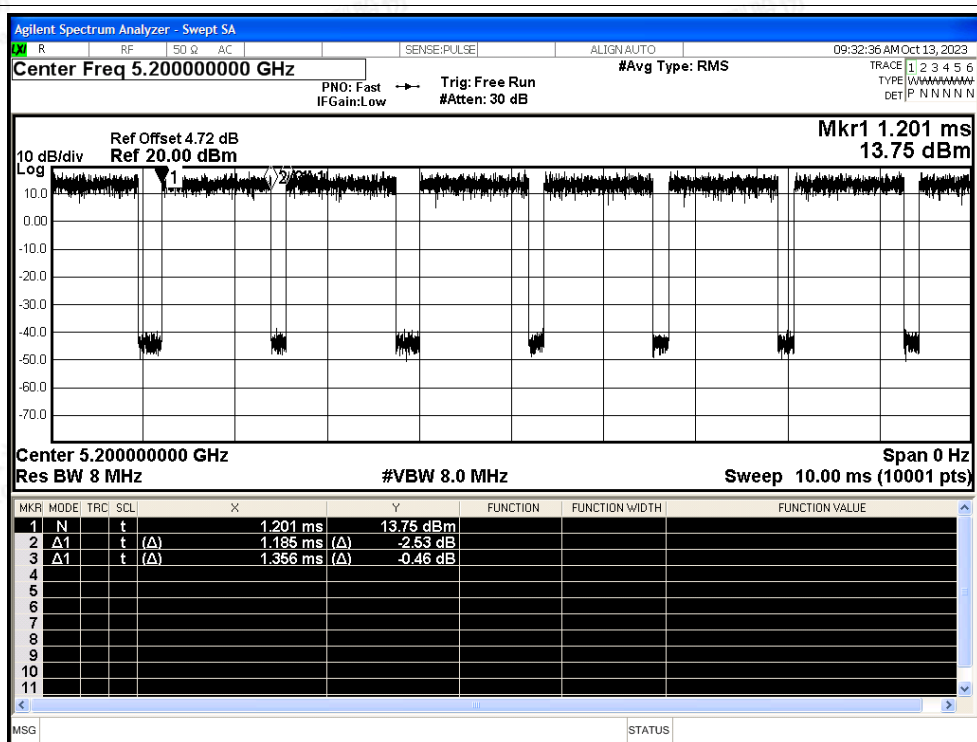 Agilent Spectrum Analyzer - Swept SA
LXI R RF 50 Ω AC SENSE:PULSE ALIGN AUTO 09:32:36 AM Oct 13, 2023
Center Freq 5.200000000 GHz #Avg Type: RMS TRACE 1 2 3 4 5 6
PNO: Fast Trig: Free Run TYPE
IFGain:Low #Atten: 30 dB DET P N N N N N
Mkr1 1.201 ms
Ref Offset 4.72 dB
10 dB/div Ref 20.00 dBm 13.75 dBm
Log
1 2
10.0
0.00
-10.0
-20.0
-30.0
-40.0
-50.0
-60.0
-70.0
Center 5.200000000 GHz Span 0 Hz
Res BW 8 MHz #VBW 8.0 MHz Sweep 10.00 ms (10001 pts)
MKR MODE TRC SCL X Y FUNCTION FUNCTION WIDTH FUNCTION VALUE
1 N t 1.201 ms 13.75 dBm
2 Δ1 t (Δ) 1.185 ms (Δ) -2.53 dB
3 Δ1 t (Δ) 1.356 ms (Δ) -0.46 dB
4
5
6
7
8
9
10
11
MSG STATUS